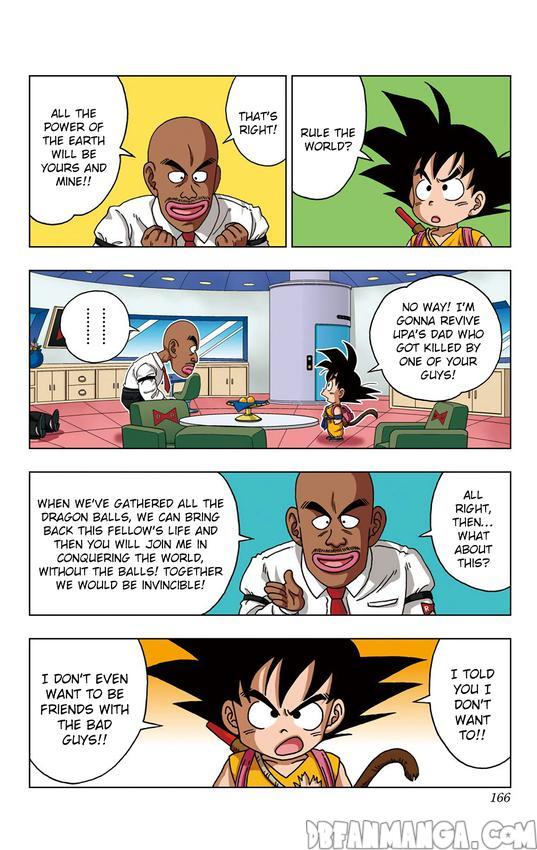 RULE THE
WORLD?
THAT'S
RIGHT!
ALL THE
POWER OF
THE EARTH
WILL BE
YOURS AND
MINE!!
NO WAY! I'M
GONNA REVIVE
UPA'S DAD WHO
GOT KILLED BY
ONE OF YOUR
GUYS!
......
ALL
RIGHT,
THEN...
WHAT
ABOUT
THIS?
WHEN WE'VE GATHERED ALL THE
DRAGON BALLS, WE CAN BRING
BACK THIS FELLOW'S LIFE AND
THEN YOU WILL JOIN ME IN
CONQUERING THE WORLD,
WITHOUT THE BALLS! TOGETHER
WE WOULD BE INVINCIBLE!
R
I TOLD
YOU I
DON'T
WANT
TO!!
I DON'T EVEN
WANT TO BE
FRIENDS WITH
THE BAD
GUYS!!
166
DBFANMANGA.COM